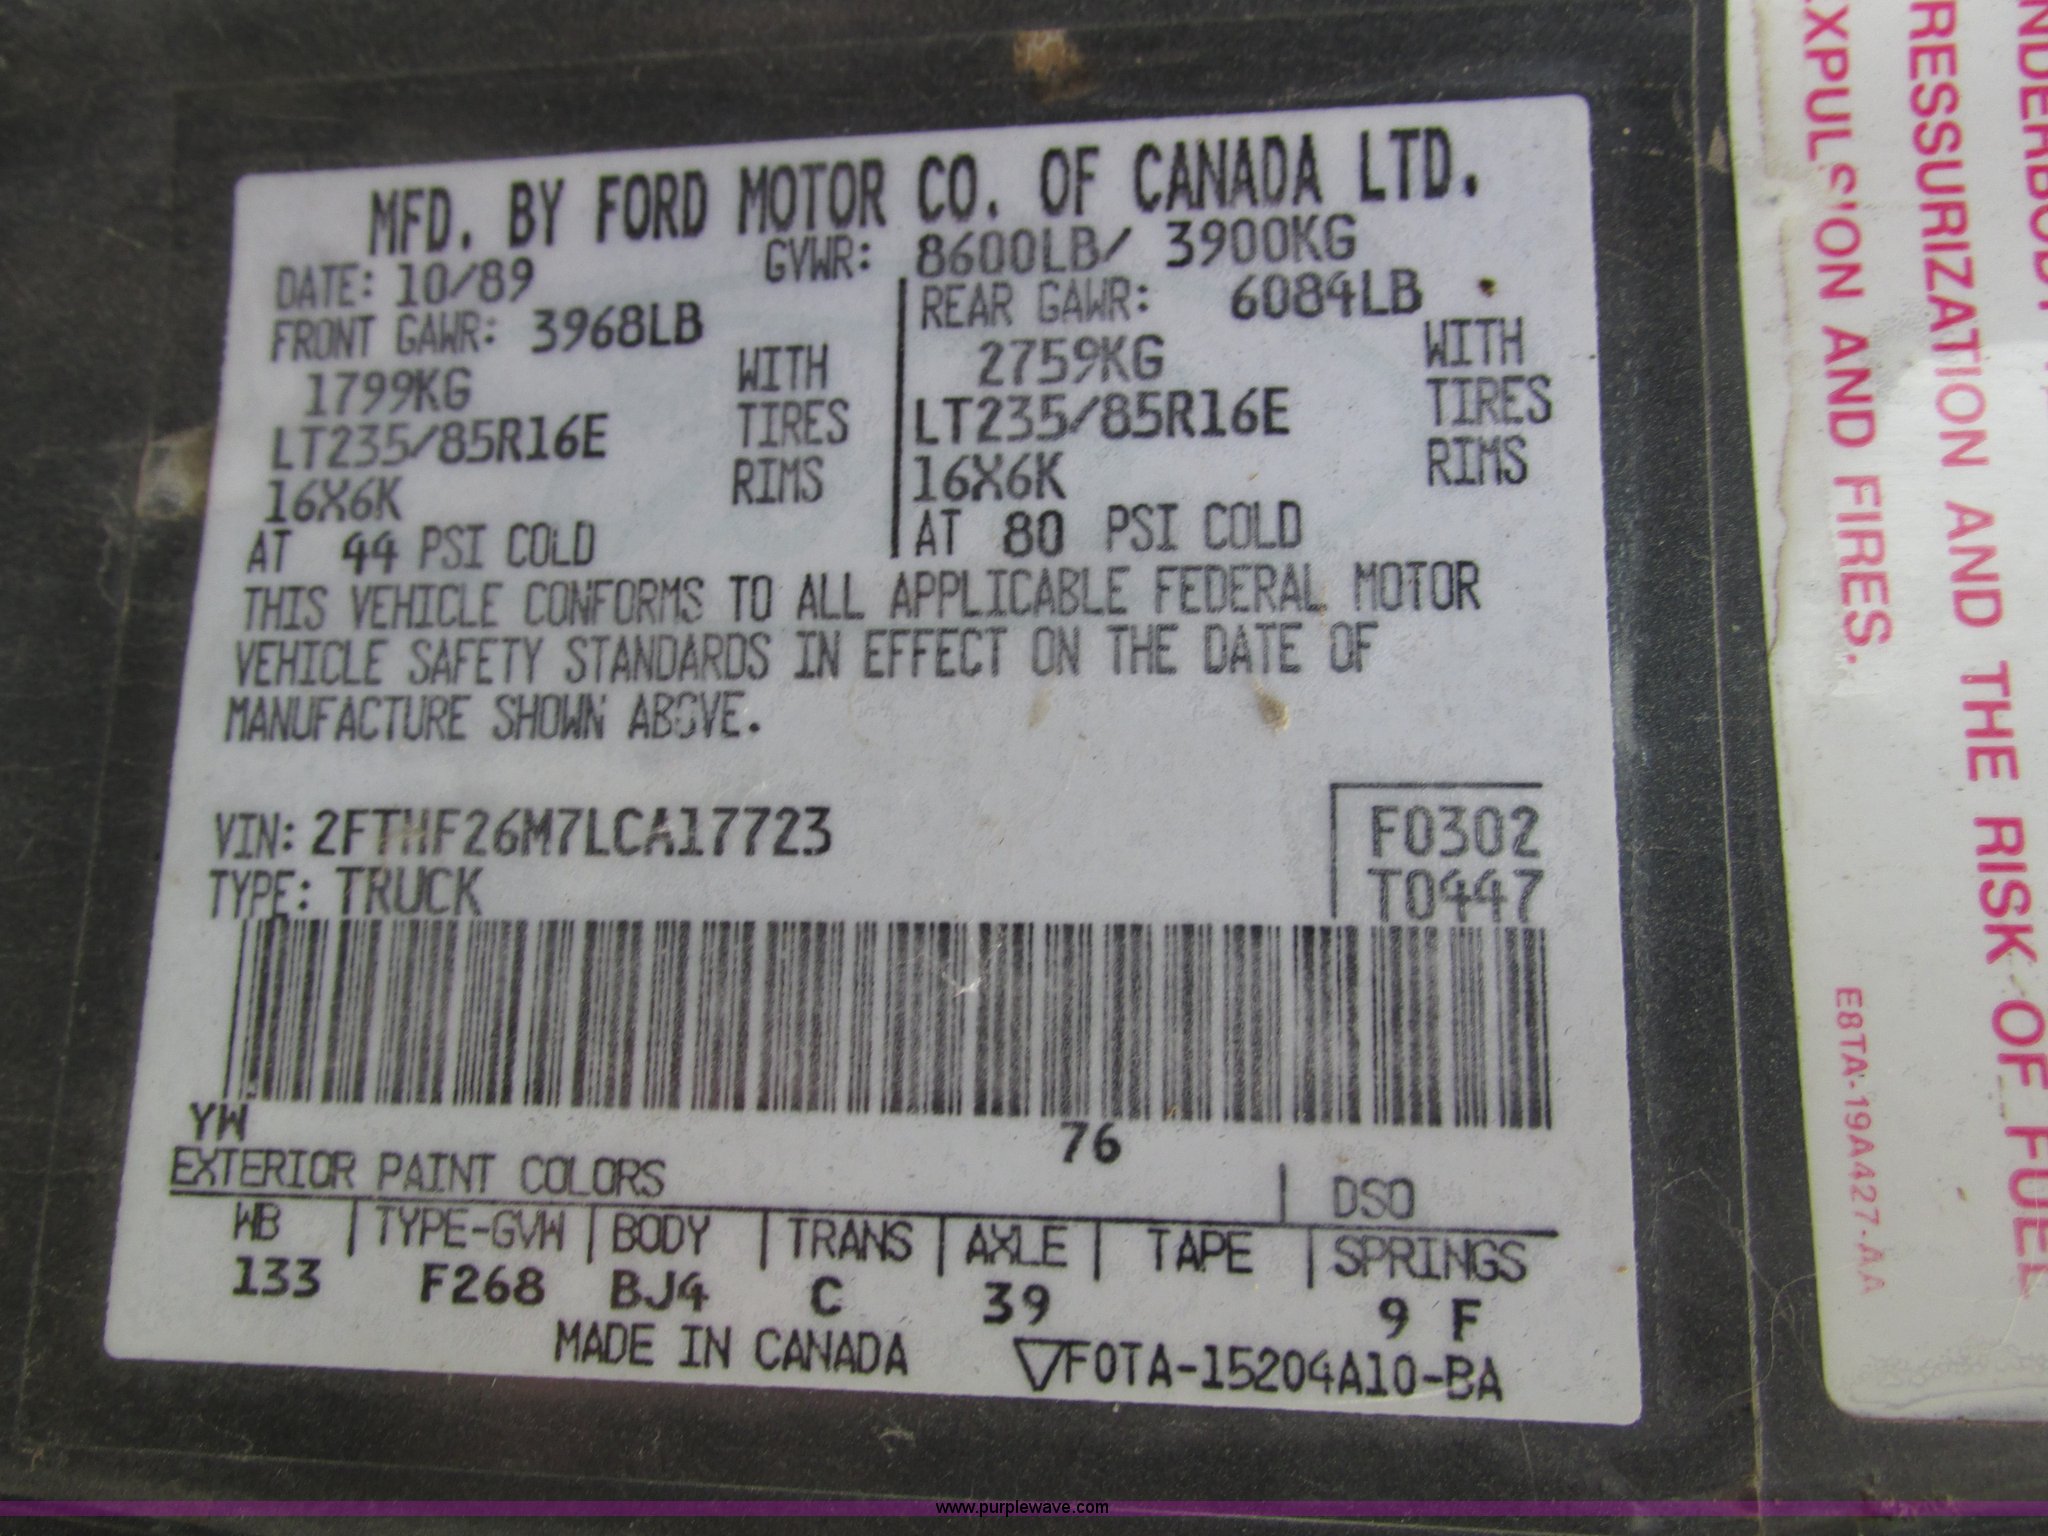 MFD. BY FORD MOTOR CO. OF CANADA LTD.
DATE: 10/89 GVWR: 8600LB/ 3900KG
FRONT GAWR: 3968LB
1799KG WITH
LT235/85R16E TIRES
16X6K RIMS
AT 44 PSI COLD
REAR GAWR: 6084LB
2759KG WITH
LT235/85R16E TIRES
16X6K RIMS
AT 80 PSI COLD
THIS VEHICLE CONFORMS TO ALL APPLICABLE FEDERAL MOTOR
VEHICLE SAFETY STANDARDS IN EFFECT ON THE DATE OF
MANUFACTURE SHOWN ABOVE.
VIN: 2FTHF26M7LCA17723
TYPE: TRUCK
F0302
T0447
YW 76
EXTERIOR PAINT COLORS DSO
WB TYPE-GVW BODY TRANS AXLE TAPE SPRINGS
133 F268 BJ4 C 39 9 F
MADE IN CANADA F0TA-15204A10-BA
RESSURIZATION AND THE RISK OF FUEL
EXPULSION AND FIRES.
E8TA-19A427-AA
www.purplewave.com